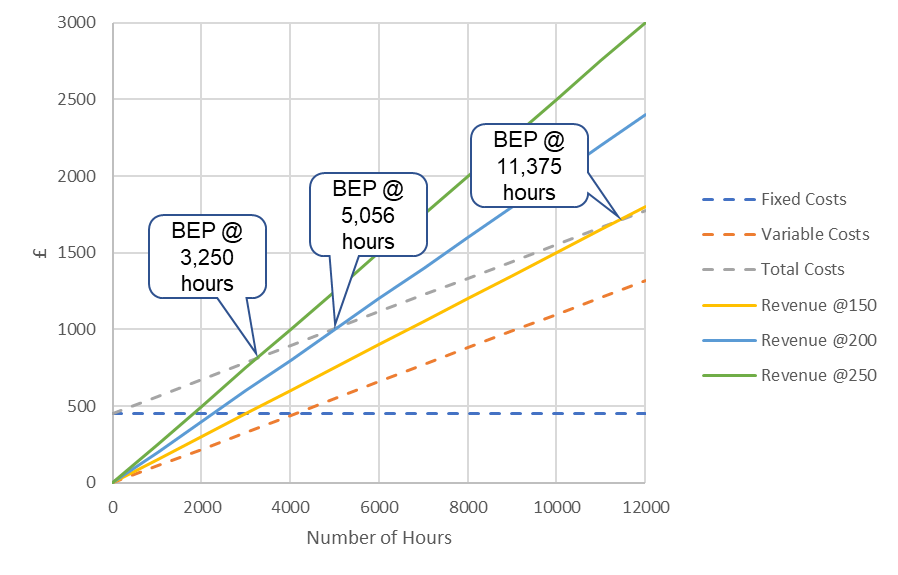 3000
2500
2000
1500
1000
500
0
£
BEP @
3,250
hours
BEP @
5,056
hours
BEP @
11,375
hours
0 2000 4000 6000 8000 10000 12000
Number of Hours
Fixed Costs
Variable Costs
Total Costs
Revenue @150
Revenue @200
Revenue @250